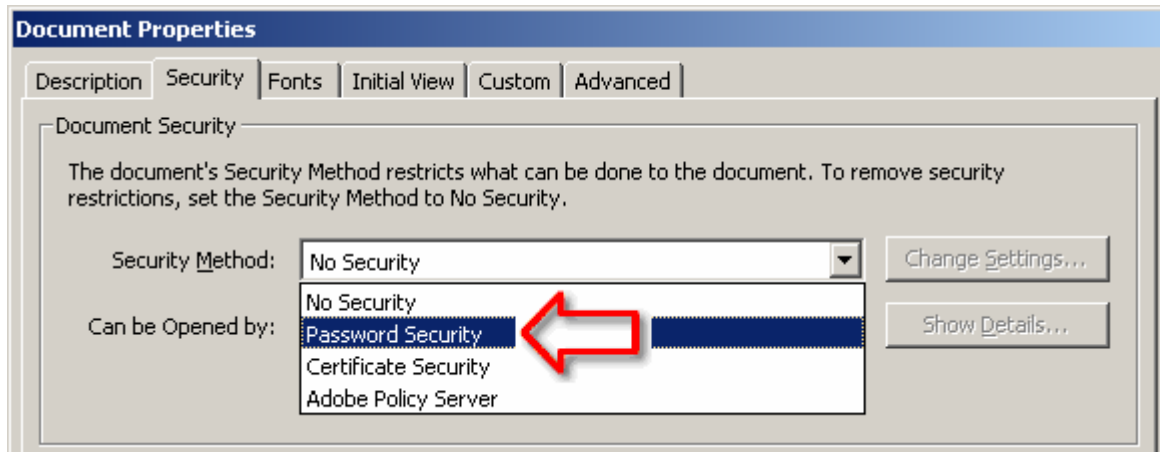 Document Properties
Description Security Fonts Initial View Custom Advanced
Document Security
The document's Security Method restricts what can be done to the document. To remove security
restrictions, set the Security Method to No Security.
Security Method: No Security Change Settings...
No Security
Can be Opened by: Password Security Show Details...
Certificate Security
Adobe Policy Server